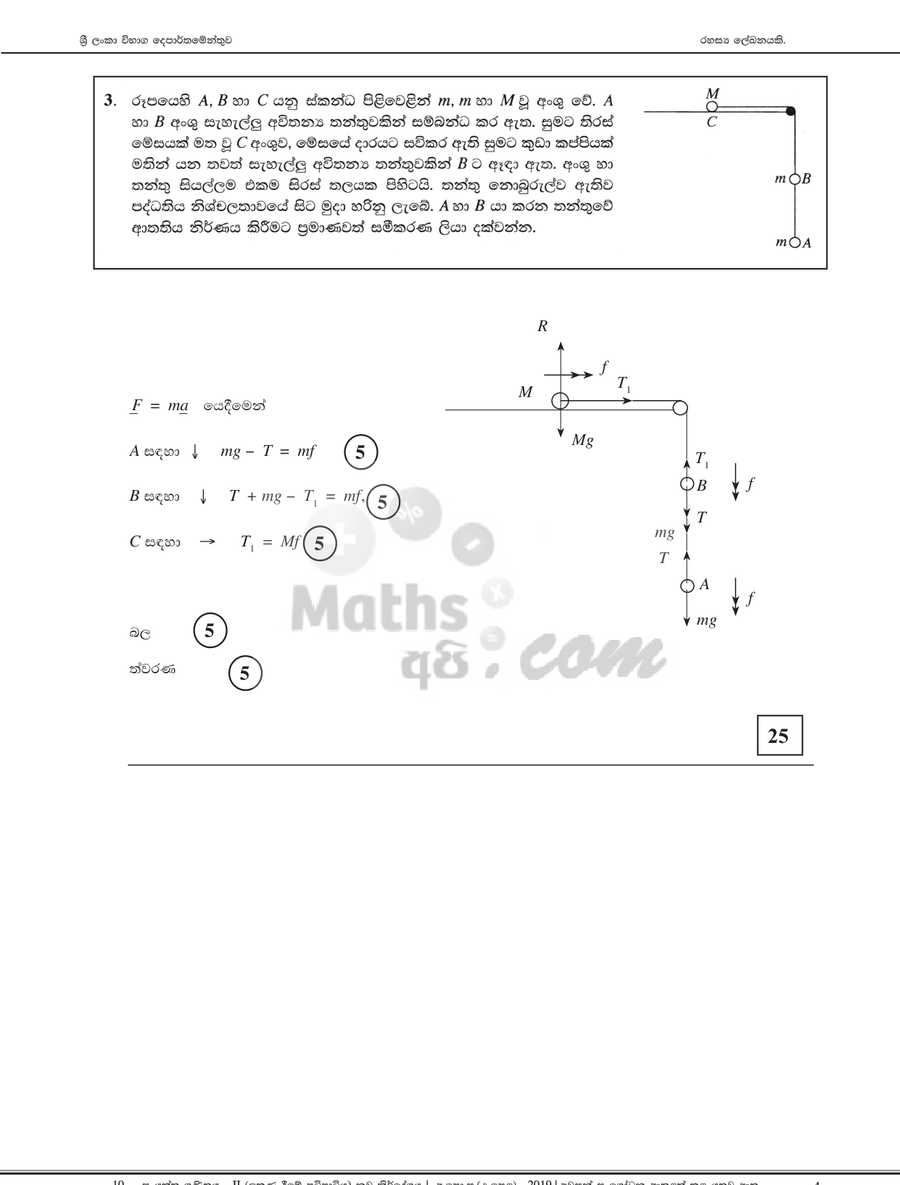 ශ්‍රී ලංකා විභාග දෙපාර්තමේන්තුව
රහස්‍ය ලේඛනයකි.
3. රූපයෙහි A, B හා C යනු ස්කන්ධ පිළිවෙළින් m, m හා M වූ අංශු වේ. A
හා B අංශු සැහැල්ලු අවිතන්‍ය තන්තුවකින් සම්බන්ධ කර ඇත. සුමට තිරස්
මේසයක් මත වූ C අංශුව, මේසයේ දාරයට සවිකර ඇති සුමට කුඩා කප්පියක්
මතින් යන තවත් සැහැල්ලු අවිතන්‍ය තන්තුවකින් B ට ඈඳා ඇත. අංශු හා
තන්තු සියල්ලම එකම සිරස් තලයක පිහිටයි. තන්තු නොබුරුල්ව ඇතිව
පද්ධතිය නිශ්චලතාවයේ සිට මුදා හරිනු ලැබේ. A හා B යා කරන තන්තුවේ
ආතතිය නිර්ණය කිරීමට ප්‍රමාණවත් සමීකරණ ලියා දක්වන්න.
M
C
m B
m A
R
f
T₁
M
Mg
F = ma යෙදීමෙන්
A සඳහා ↓ mg − T = mf 5
T₁
B
f
B සඳහා ↓ T + mg − T₁ = mf, 5
T
mg
C සඳහා → T₁ = Mf 5
T
A
f
mg
Maths
අපි . com
බල 5
ත්වරණ 5
25